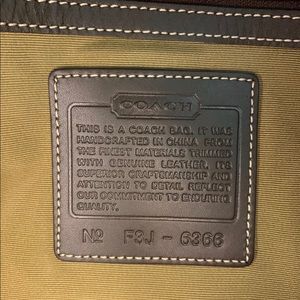 COACH
THIS IS A COACH BAG. IT WAS
HANDCRAFTED IN CHINA FROM
THE FINEST MATERIALS TRIMMED
WITH GENUINE LEATHER. ITS
SUPERIOR CRAFTSMANSHIP AND
ATTENTION TO DETAIL REFLECT
OUR COMMITMENT TO ENDURING
QUALITY.
Nº F3J - 6366